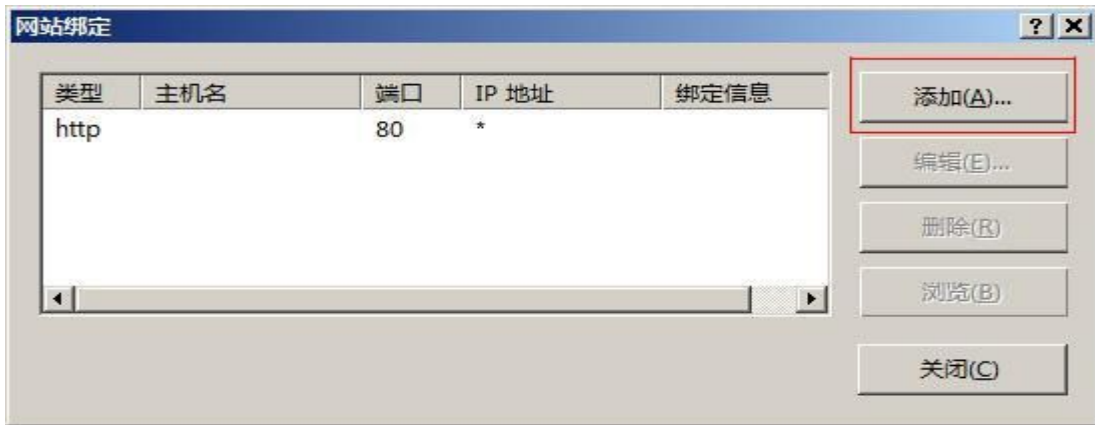 网站绑定
类型 主机名 端口 IP 地址 绑定信息
http 80 *
添加(A)...
编辑(E)...
删除(R)
浏览(B)
关闭(C)